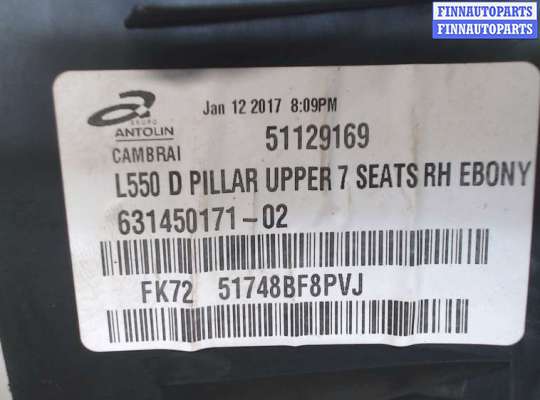 FINNAUTOPARTS
FINNAUTOPARTS
Jan 12 2017 8:09PM
GRUPO
ANTOLIN
51129169
CAMBRAI
L550 D PILLAR UPPER 7 SEATS RH EBONY
631450171-02
FK72 51748BF8PVJ